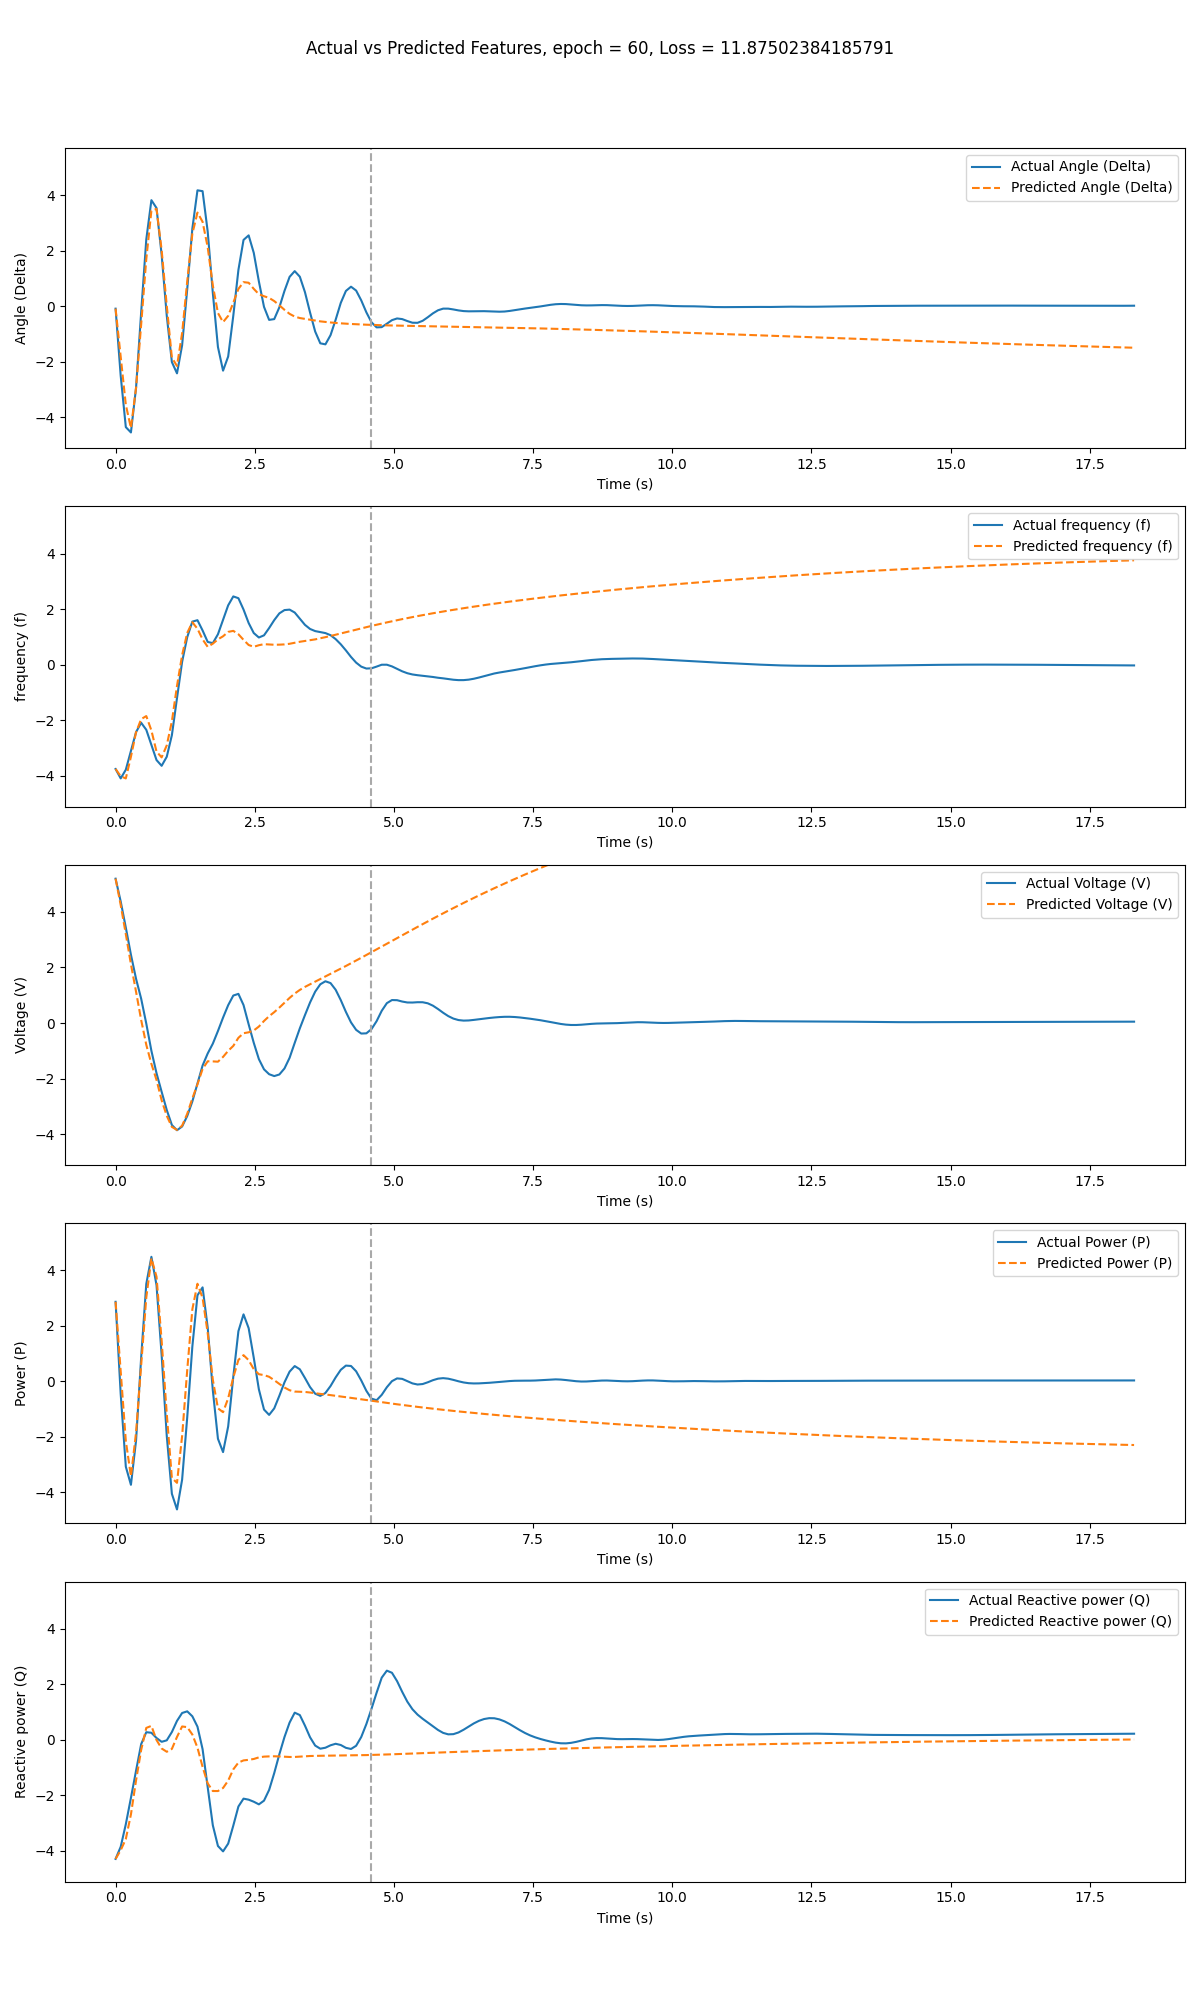 Actual vs Predicted Features, epoch = 60, Loss = 11.87502384185791
Actual Angle (Delta)
Predicted Angle (Delta)
Angle (Delta)
4
2
0
−2
−4
0.0 2.5 5.0 7.5 10.0 12.5 15.0 17.5
Time (s)
Actual frequency (f)
Predicted frequency (f)
frequency (f)
4
2
0
−2
−4
0.0 2.5 5.0 7.5 10.0 12.5 15.0 17.5
Time (s)
Actual Voltage (V)
Predicted Voltage (V)
Voltage (V)
4
2
0
−2
−4
0.0 2.5 5.0 7.5 10.0 12.5 15.0 17.5
Time (s)
Actual Power (P)
Predicted Power (P)
Power (P)
4
2
0
−2
−4
0.0 2.5 5.0 7.5 10.0 12.5 15.0 17.5
Time (s)
Actual Reactive power (Q)
Predicted Reactive power (Q)
Reactive power (Q)
4
2
0
−2
−4
0.0 2.5 5.0 7.5 10.0 12.5 15.0 17.5
Time (s)